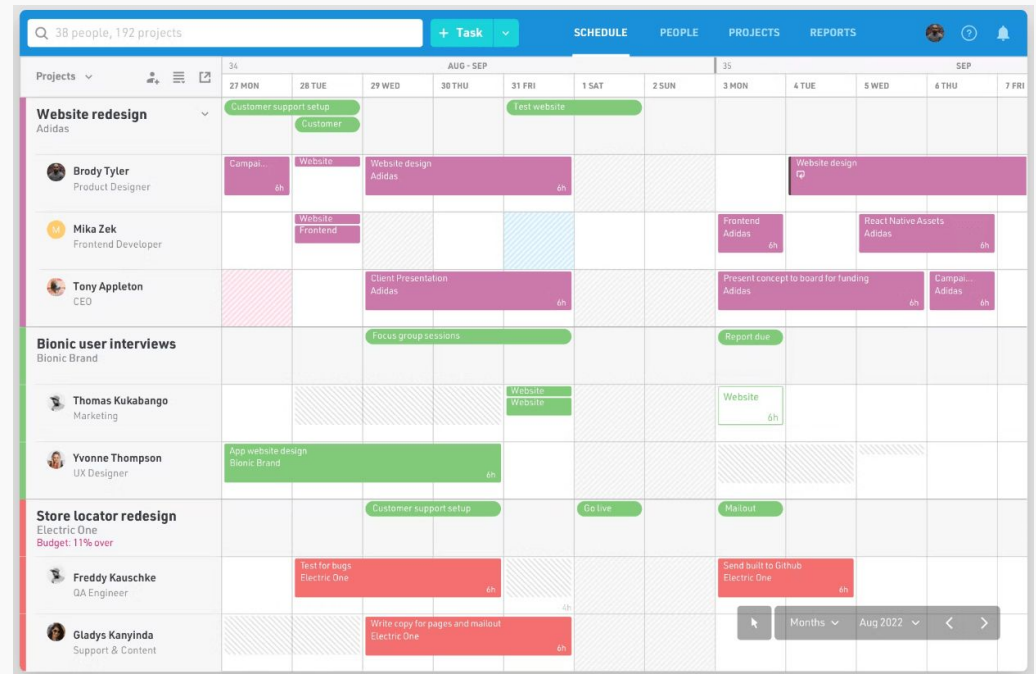 38 people, 192 projects
+ Task
SCHEDULE
PEOPLE
PROJECTS
REPORTS
?
Projects
34
AUG - SEP
35
SEP
27 MON
28 TUE
29 WED
30 THU
31 FRI
1 SAT
2 SUN
3 MON
4 TUE
5 WED
6 THU
7 FRI
Website redesign
Adidas
Customer support setup
Customer
Test website
Brody Tyler
Product Designer
Campai...
6h
Website
Website design
Adidas
6h
Website design
M
Mika Zek
Frontend Developer
Website
Frontend
Frontend
Adidas
6h
React Native Assets
Adidas
6h
Tony Appleton
CEO
Client Presentation
Adidas
6h
Present concept to board for funding
Adidas
6h
Campai...
Adidas
6h
Bionic user interviews
Bionic Brand
Focus group sessions
Report due
Thomas Kukabango
Marketing
Website
Website
Website
6h
Yvonne Thompson
UX Designer
App website design
Bionic Brand
6h
Store locator redesign
Electric One
Budget: 11% over
Customer support setup
Go live
Mailout
Freddy Kauschke
QA Engineer
Test for bugs
Electric One
6h
4h
Send built to Github
Electric One
6h
Gladys Kanyinda
Support & Content
Write copy for pages and mailout
Electric One
6h
Months
Aug 2022